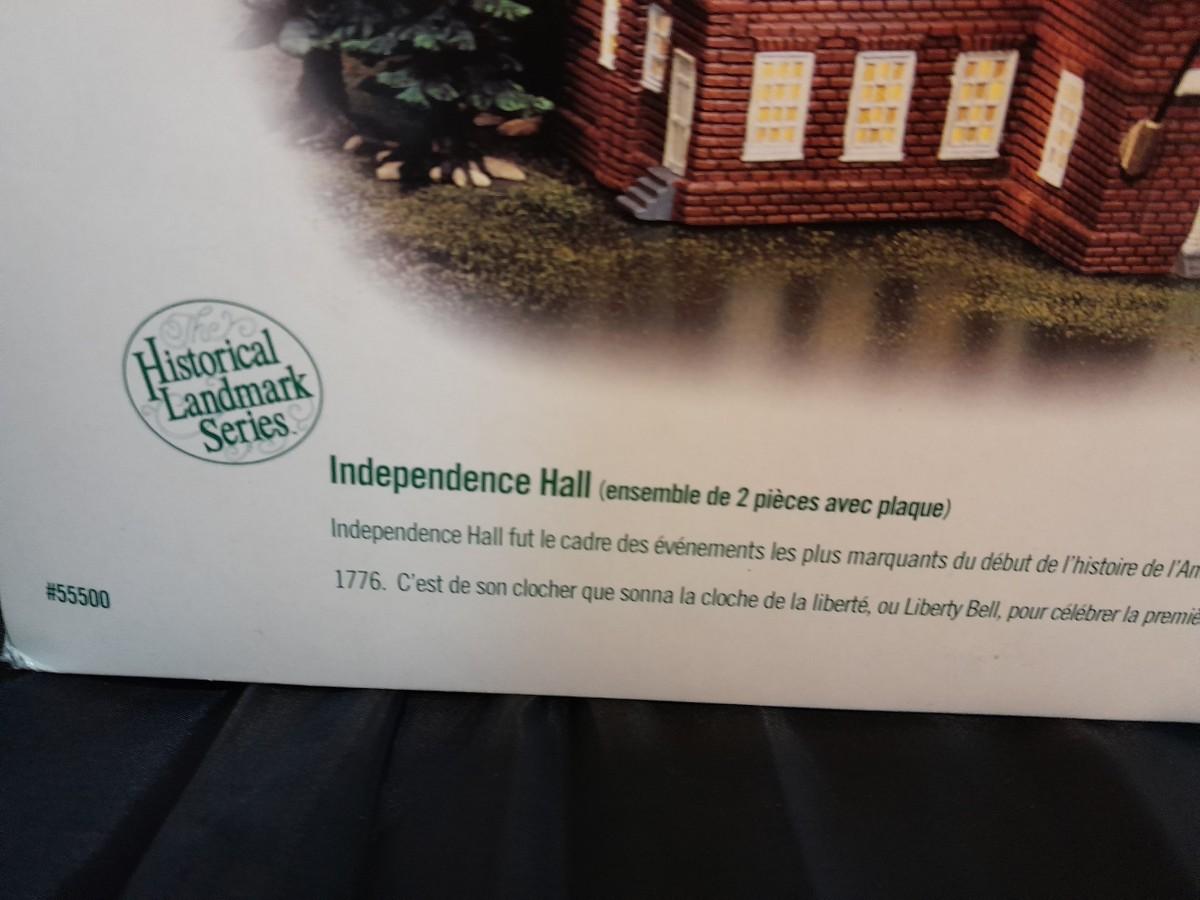 The
Historical
Landmark
Series
Independence Hall (ensemble de 2 pièces avec plaque)
Independence Hall fut le cadre des événements les plus marquants du début de l'histoire de
1776. C'est de son clocher que sonna la cloche de la liberté, ou Liberty Bell, pour célébrer la
#55500